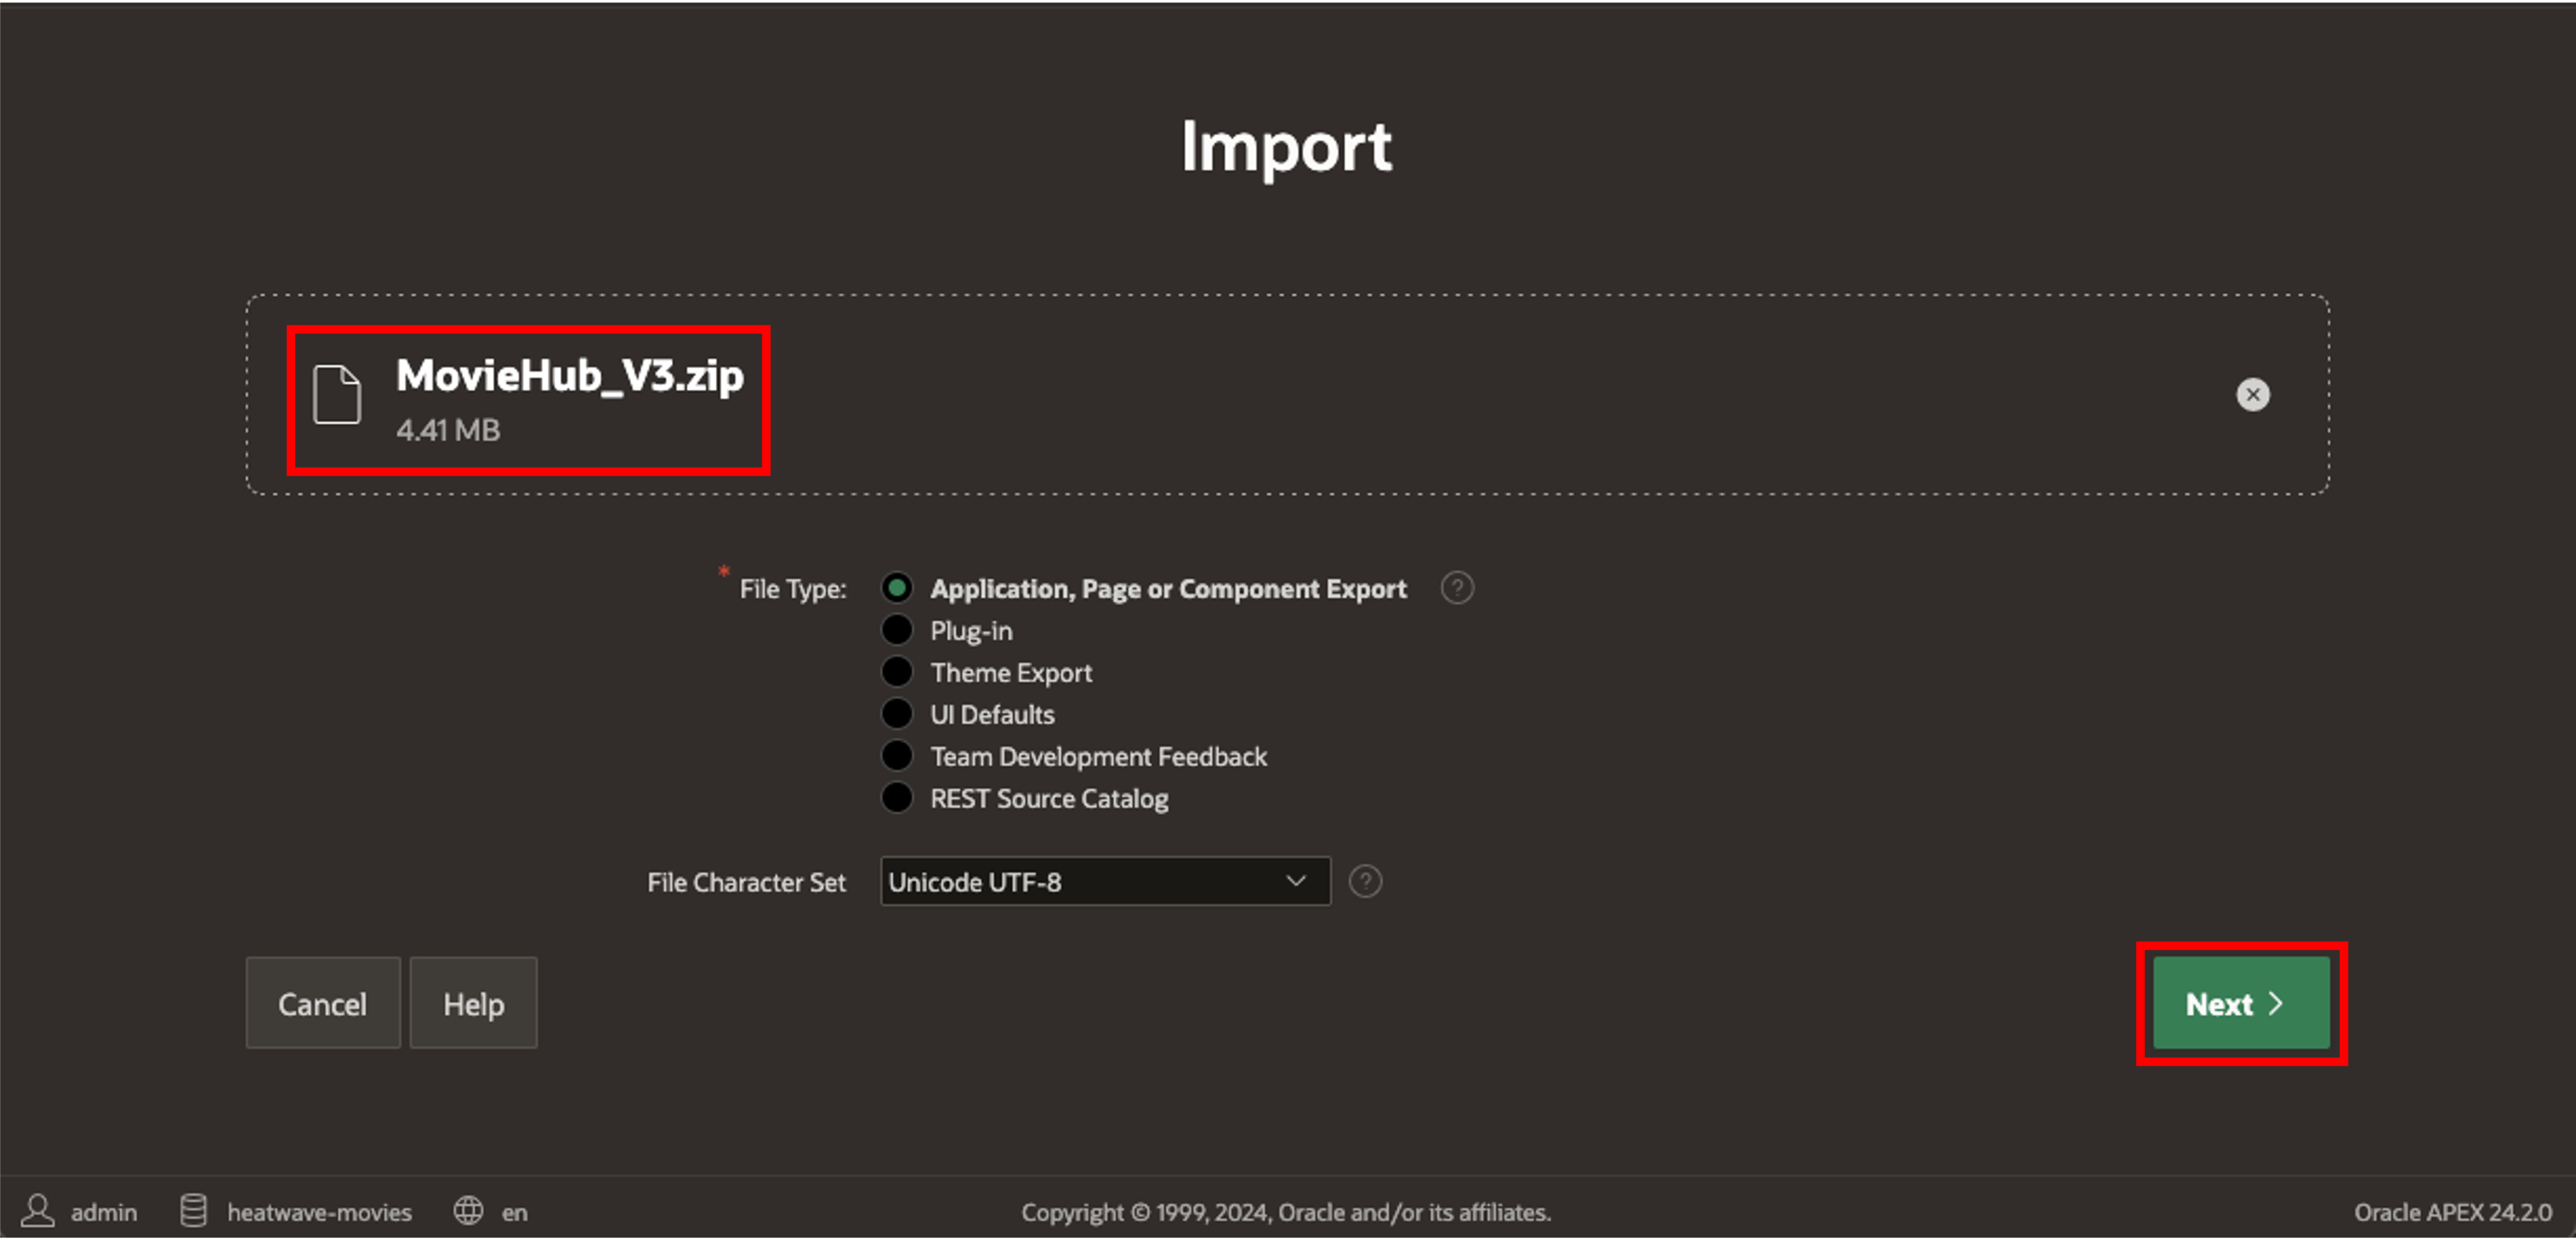 Import
MovieHub_V3.zip
4.41 MB
* File Type:
Application, Page or Component Export ?
Plug-in
Theme Export
UI Defaults
Team Development Feedback
REST Source Catalog
File Character Set Unicode UTF-8 ?
Cancel Help Next
admin heatwave-movies en Copyright © 1999, 2024, Oracle and/or its affiliates. Oracle APEX 24.2.0